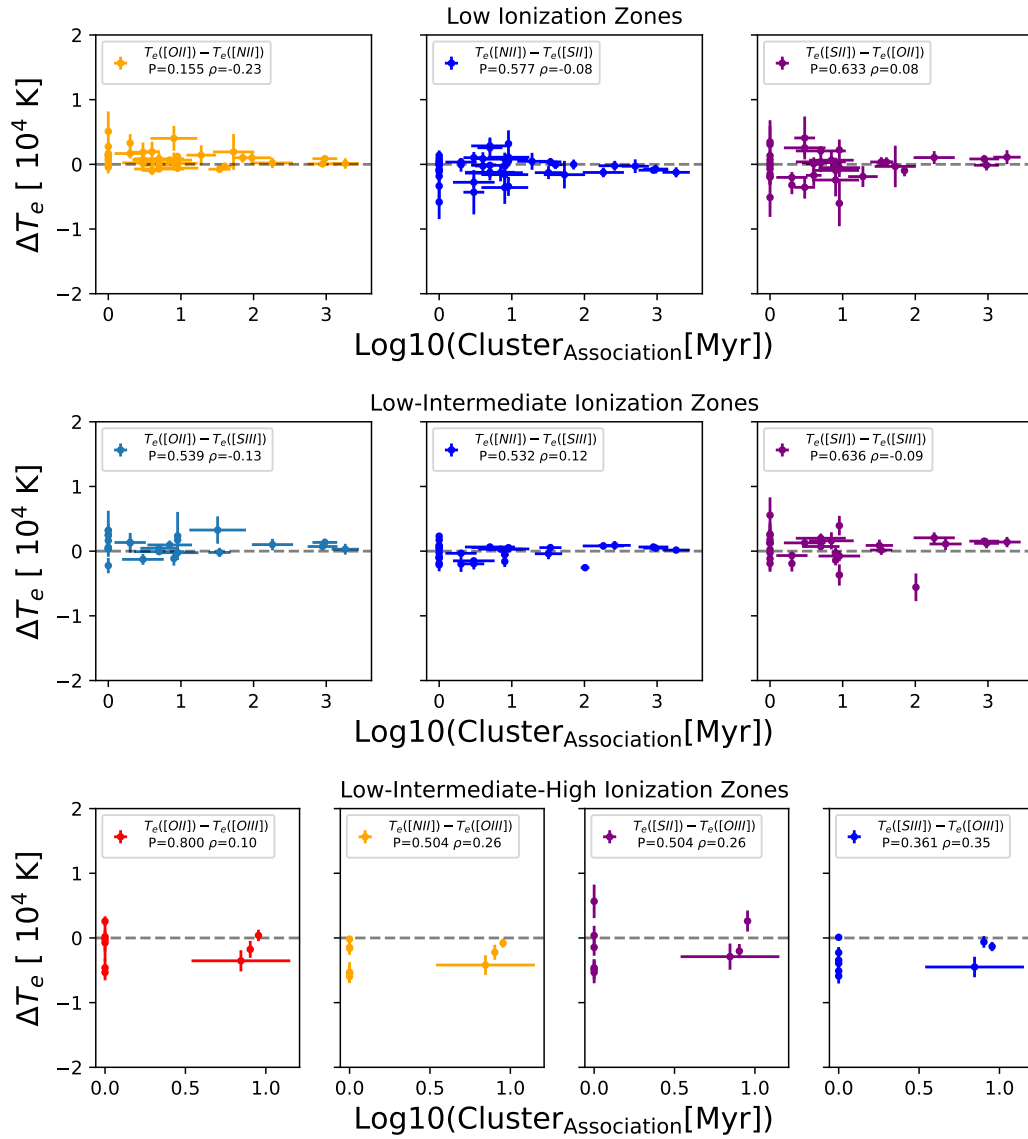 Low Ionization Zones
T_e([OII]) − T_e([NII])
P=0.155 ρ=-0.23
T_e([NII]) − T_e([SII])
P=0.577 ρ=-0.08
T_e([SII]) − T_e([OII])
P=0.633 ρ=0.08
ΔT_e [ 10^4 K]
2
1
0
−1
−2
0 1 2 3
0 1 2 3
0 1 2 3
Log10(Cluster_Association[Myr])
Low-Intermediate Ionization Zones
T_e([OII]) − T_e([SIII])
P=0.539 ρ=-0.13
T_e([NII]) − T_e([SIII])
P=0.532 ρ=0.12
T_e([SII]) − T_e([SIII])
P=0.636 ρ=-0.09
ΔT_e [ 10^4 K]
2
1
0
−1
−2
0 1 2 3
0 1 2 3
0 1 2 3
Log10(Cluster_Association[Myr])
Low-Intermediate-High Ionization Zones
T_e([OII]) − T_e([OIII])
P=0.800 ρ=0.10
T_e([NII]) − T_e([OIII])
P=0.504 ρ=0.26
T_e([SII]) − T_e([OIII])
P=0.504 ρ=0.26
T_e([SIII]) − T_e([OIII])
P=0.361 ρ=0.35
ΔT_e [ 10^4 K]
2
1
0
−1
−2
0.0 0.5 1.0
0.0 0.5 1.0
0.0 0.5 1.0
0.0 0.5 1.0
Log10(Cluster_Association[Myr])